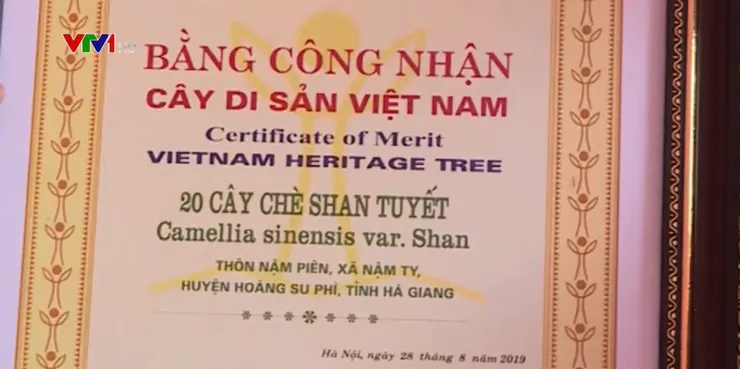 VTV1 HD
BẰNG CÔNG NHẬN
CÂY DI SẢN VIỆT NAM
Certificate of Merit
VIETNAM HERITAGE TREE
20 CÂY CHÈ SHAN TUYẾT
Camellia sinensis var. Shan
THÔN NẬM PIÊN, XÃ NẬM TY,
HUYỆN HOÀNG SU PHÌ, TỈNH HÀ GIANG
Hà Nội, ngày 28 tháng 8 năm 2019